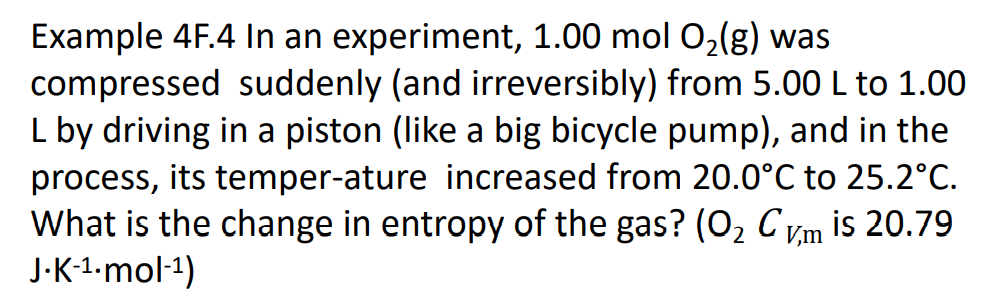 Example 4F.4 In an experiment, 1.00 mol O₂(g) was
compressed  suddenly (and irreversibly) from 5.00 L to 1.00
L by driving in a piston (like a big bicycle pump), and in the
process, its temper-ature  increased from 20.0°C to 25.2°C.
What is the change in entropy of the gas? (O₂ C V,m is 20.79
J·K⁻¹·mol⁻¹)